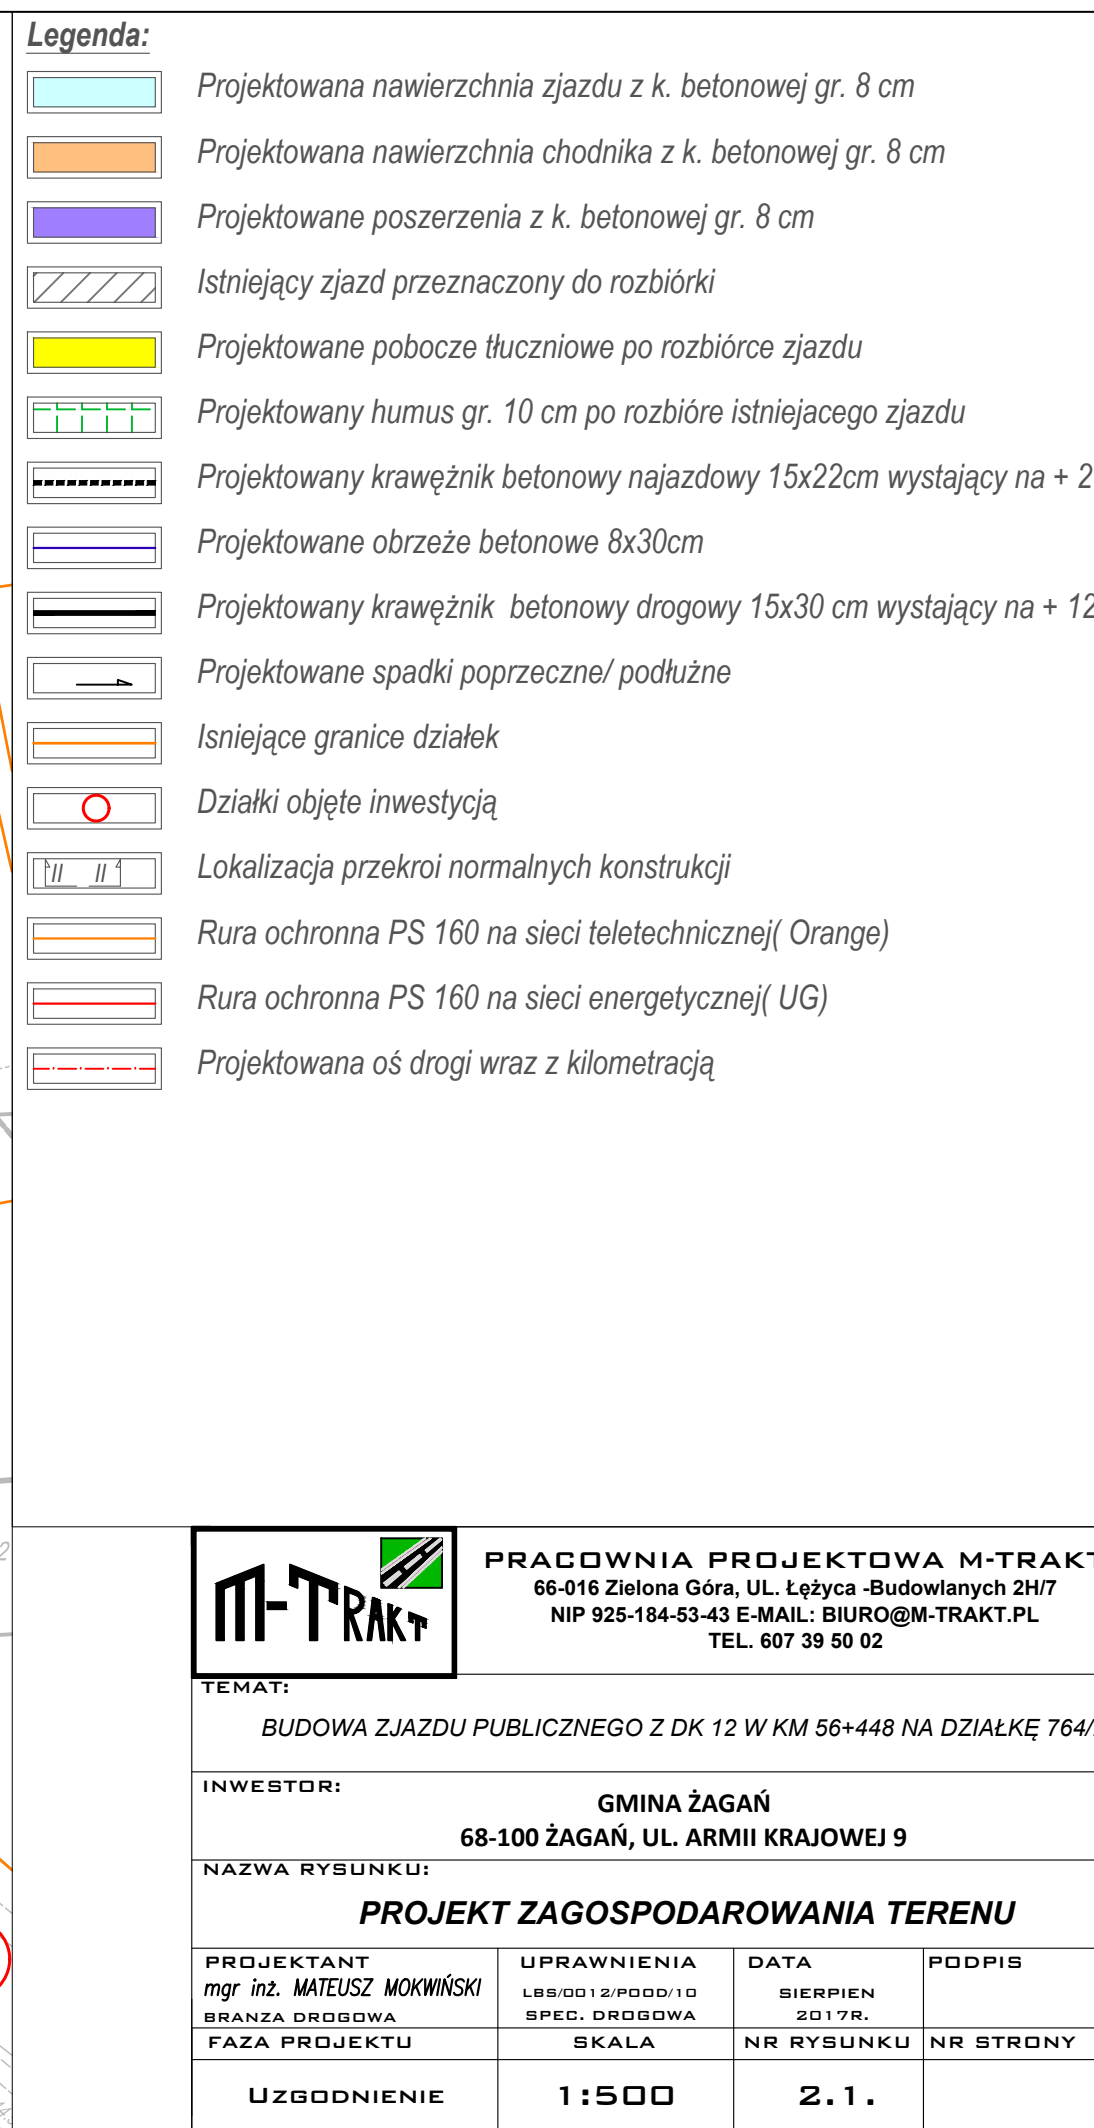 Legenda:
Projektowana nawierzchnia zjazdu z k. betonowej gr. 8 cm
Projektowana nawierzchnia chodnika z k. betonowej gr. 8 cm
Projektowane poszerzenia z k. betonowej gr. 8 cm
Istniejący zjazd przeznaczony do rozbiórki
Projektowane pobocze tłuczniowe po rozbiórce zjazdu
Projektowany humus gr. 10 cm po rozbióre istniejacego zjazdu
Projektowany krawężnik betonowy najazdowy 15x22cm wystający na + 2
Projektowane obrzeże betonowe 8x30cm
Projektowany krawężnik betonowy drogowy 15x30 cm wystający na + 12
Projektowane spadki poprzeczne/ podłużne
Isniejące granice działek
Działki objęte inwestycją
II II
Lokalizacja przekroi normalnych konstrukcji
Rura ochronna PS 160 na sieci teletechnicznej( Orange)
Rura ochronna PS 160 na sieci energetycznej( UG)
Projektowana oś drogi wraz z kilometracją
M-TRAKT
PRACOWNIA PROJEKTOWA M-TRAKT
66-016 Zielona Góra, UL. Łężyca -Budowlanych 2H/7
NIP 925-184-53-43 E-MAIL: BIURO@M-TRAKT.PL
TEL. 607 39 50 02
TEMAT:
BUDOWA ZJAZDU PUBLICZNEGO Z DK 12 W KM 56+448 NA DZIAŁKĘ 764/
INWESTOR:
GMINA ŻAGAŃ
68-100 ŻAGAŃ, UL. ARMII KRAJOWEJ 9
NAZWA RYSUNKU:
PROJEKT ZAGOSPODAROWANIA TERENU
PROJEKTANT UPRAWNIENIA DATA PODPIS
mgr inż. MATEUSZ MOKWIŃSKI LBS/0012/POOD/10 SIERPIEN
BRANZA DROGOWA SPEC. DROGOWA 2017R.
FAZA PROJEKTU SKALA NR RYSUNKU NR STRONY
UZGODNIENIE 1:500 2.1.